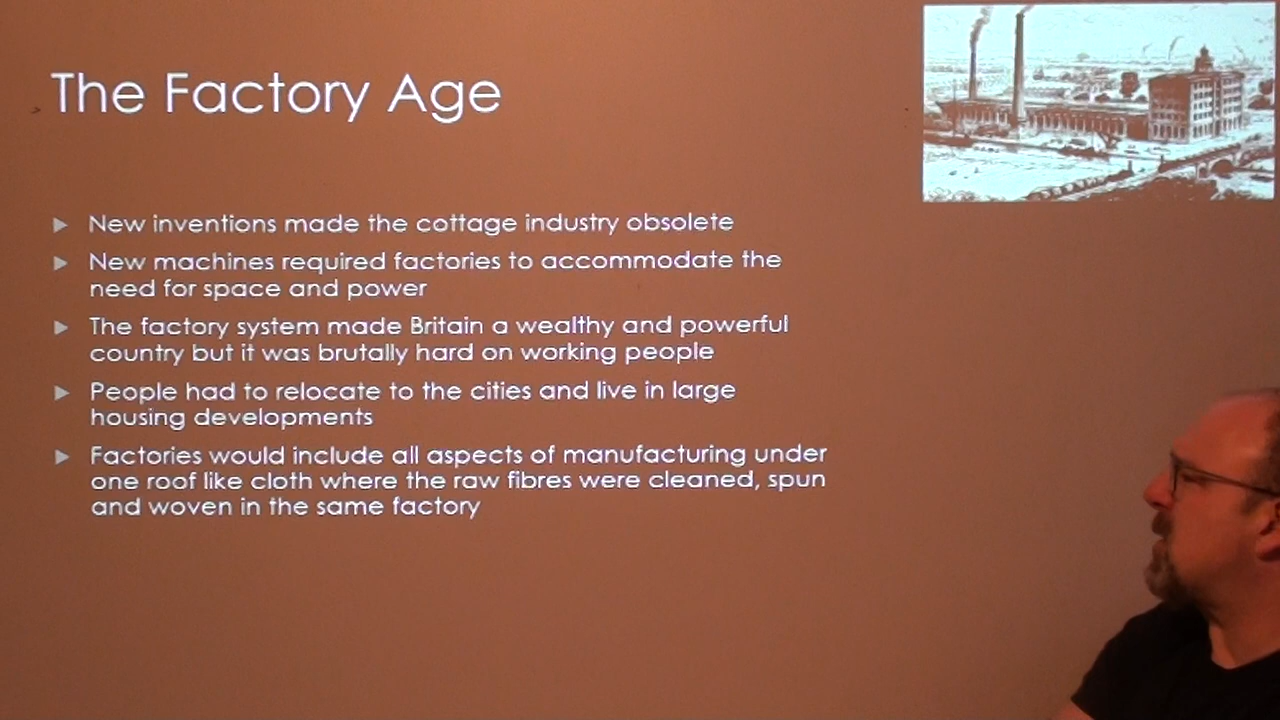 The Factory Age
New inventions made the cottage industry obsolete
New machines required factories to accommodate the
need for space and power
The factory system made Britain a wealthy and powerful
country but it was brutally hard on working people
People had to relocate to the cities and live in large
housing developments
Factories would include all aspects of manufacturing under
one roof like cloth where the raw fibres were cleaned, spun
and woven in the same factory